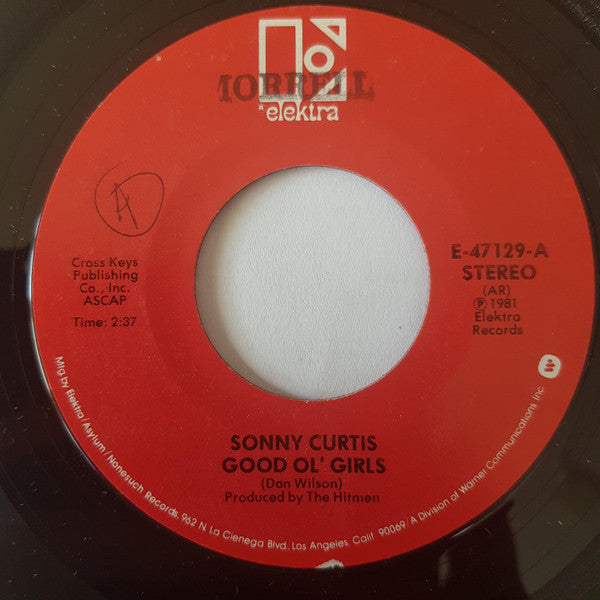 MORRELL
elektra
A
Cross Keys
Publishing
Co., Inc.
ASCAP
Time: 2:37
E-47129-A
STEREO
(AR)
℗ 1981
Elektra
Records
SONNY CURTIS
GOOD OL' GIRLS
(Dan Wilson)
Produced by The Hitmen
Mfg by Elektra/Asylum/Nonesuch Records, 962 N. La Cienega Blvd., Los Angeles, Calif. 90069/A Division of Warner Communications Inc.